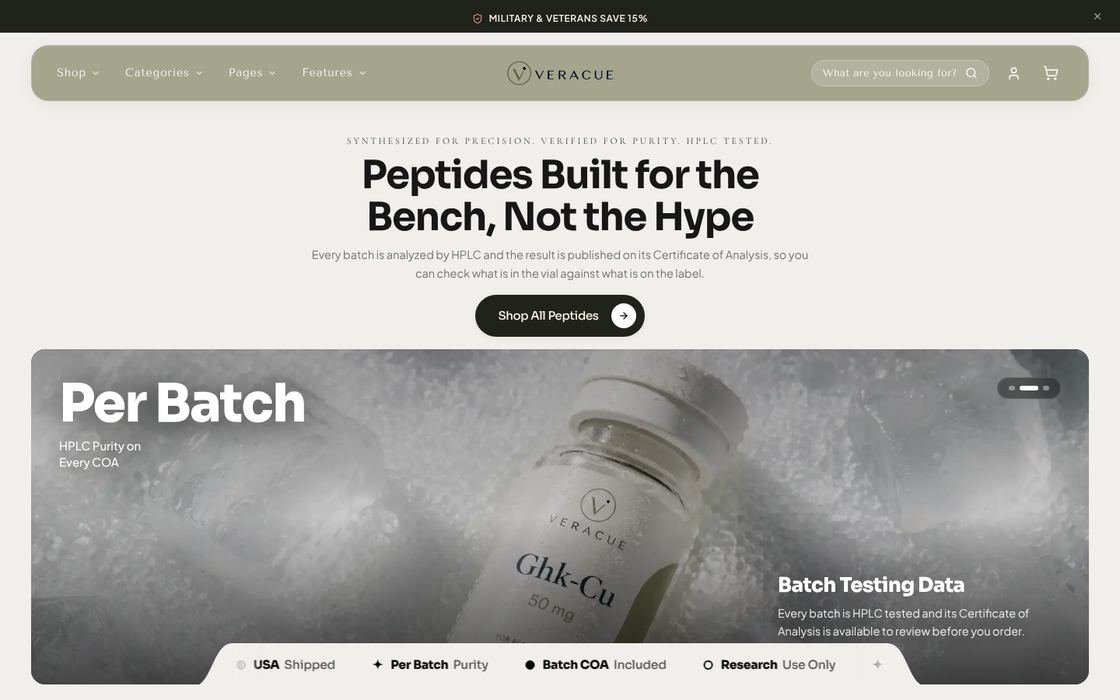 MILITARY & VETERANS SAVE 15%
Shop
Categories
Pages
Features
VERACUE
What are you looking for?
SYNTHESIZED FOR PRECISION. VERIFIED FOR PURITY. HPLC TESTED.
Peptides Built for the
Bench, Not the Hype
Every batch is analyzed by HPLC and the result is published on its Certificate of Analysis, so you
can check what is in the vial against what is on the label.
Shop All Peptides
Per Batch
HPLC Purity on
Every COA
VERACUE
Ghk-Cu
50 mg
Batch Testing Data
Every batch is HPLC tested and its Certificate of
Analysis is available to review before you order.
USA Shipped
Per Batch Purity
Batch COA Included
Research Use Only